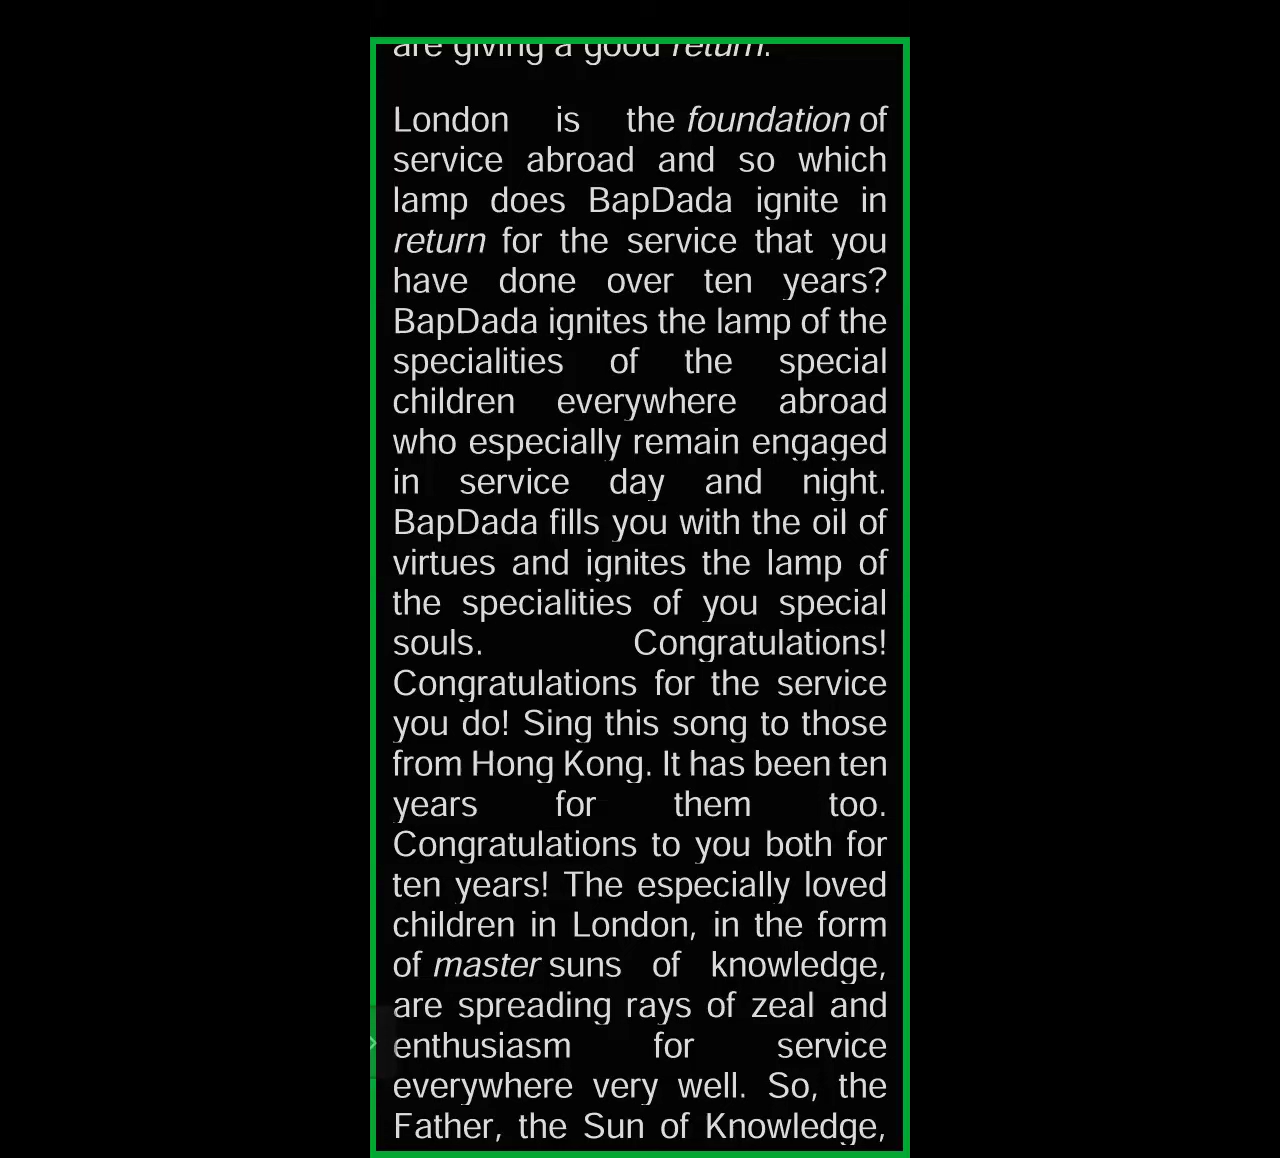 are giving a good return.
London is the foundation of
service abroad and so which
lamp does BapDada ignite in
return for the service that you
have done over ten years?
BapDada ignites the lamp of the
specialities of the special
children everywhere abroad
who especially remain engaged
in service day and night.
BapDada fills you with the oil of
virtues and ignites the lamp of
the specialities of you special
souls. Congratulations!
Congratulations for the service
you do! Sing this song to those
from Hong Kong. It has been ten
years for them too.
Congratulations to you both for
ten years! The especially loved
children in London, in the form
of master suns of knowledge,
are spreading rays of zeal and
enthusiasm for service
everywhere very well. So, the
Father, the Sun of Knowledge,